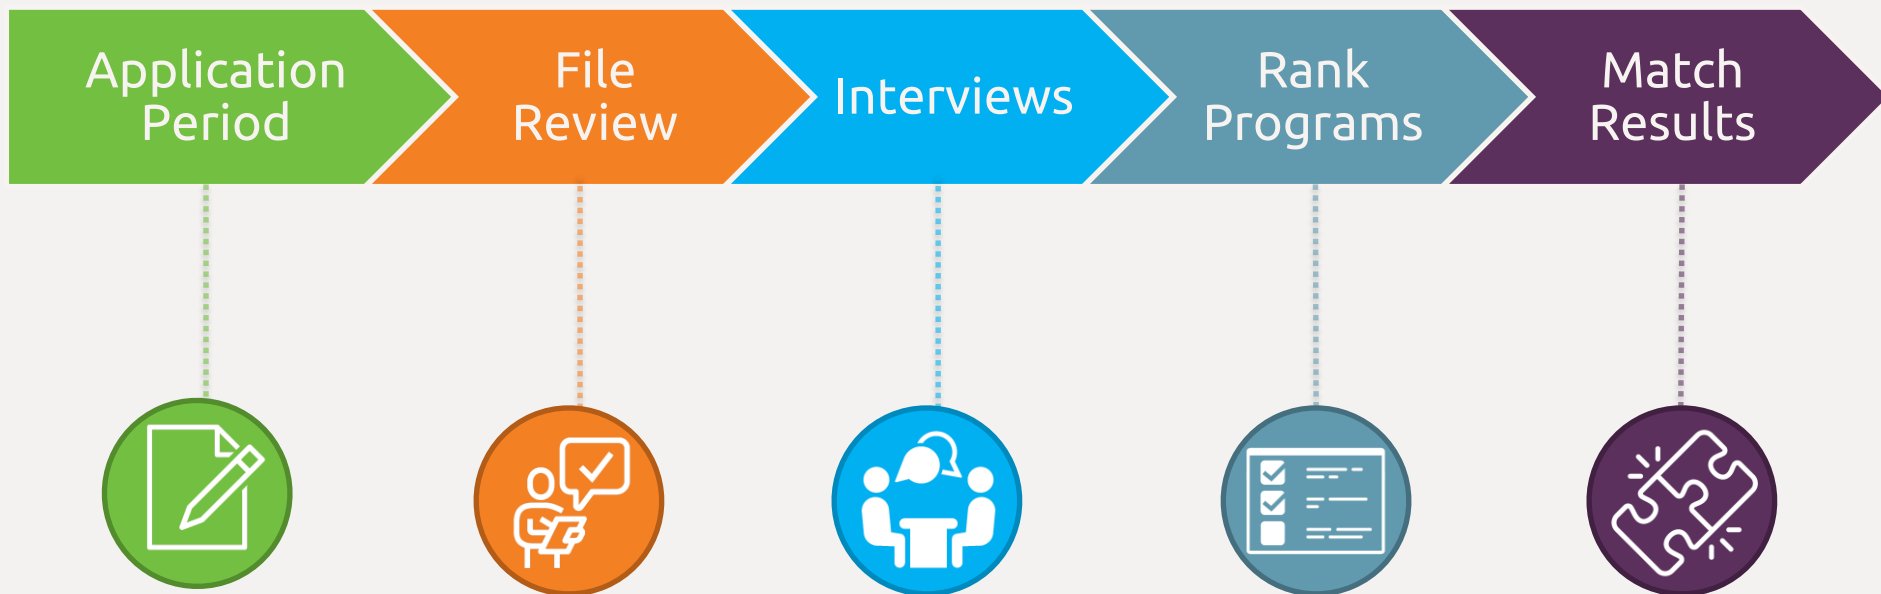 Application
Period
File
Review
Interviews
Rank
Programs
Match
Results